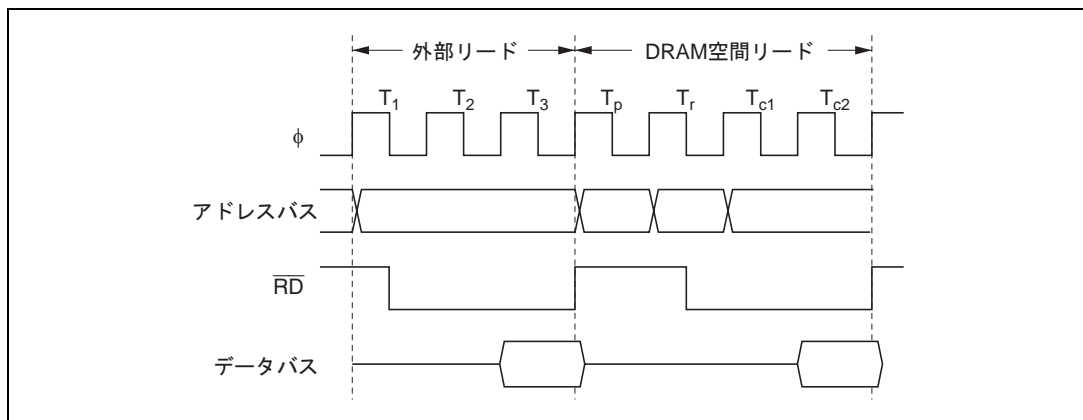 外部リード DRAM空間リード
T1 T2 T3 Tp Tr Tc1 Tc2
φ
アドレスバス
RD
データバス